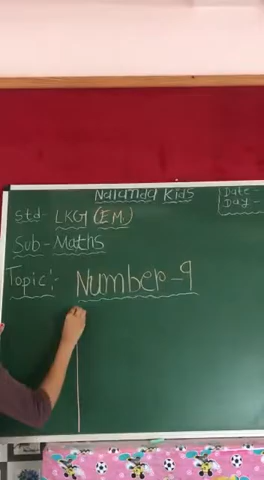 Nalanda Kids
Date -
Day -
Std - LKG (EM)
Sub - Maths
Topic :- Number - 9